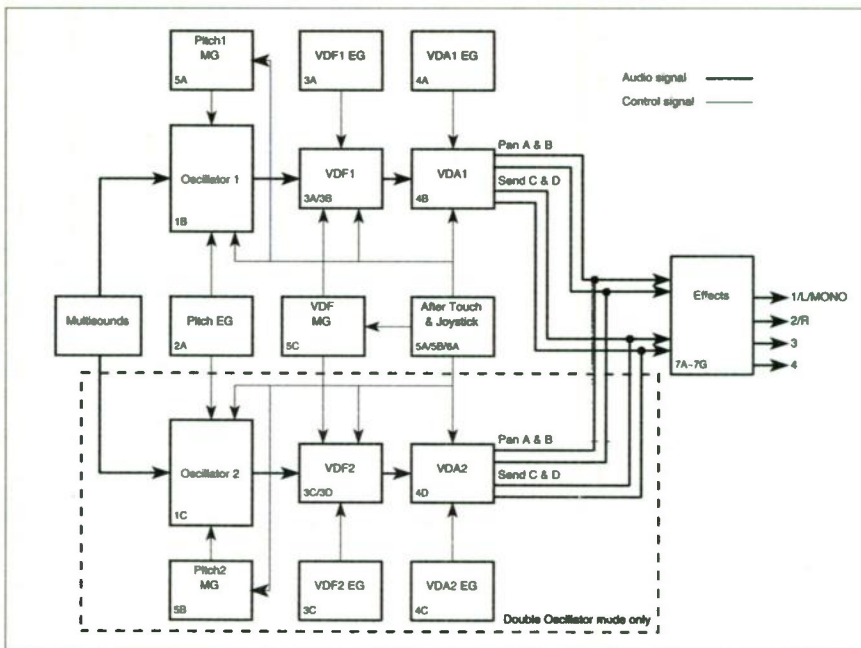 Pitch1
MG
5A
VDF1 EG
3A
VDA1 EG
4A
Audio signal
Control signal
Oscillator 1
1B
VDF1
3A/3B
VDA1
4B
Pan A & B
Send C & D
Multisounds
Pitch EG
2A
VDF
MG
5C
After Touch
& Joystick
5A/5B/6A
Effects
7A~7G
1/L/MONO
2/R
3
4
Oscillator 2
1C
VDF2
3C/3D
VDA2
4D
Pan A & B
Send C & D
Pitch2
MG
5B
VDF2 EG
3C
VDA2 EG
4C
Double Oscillator mode only